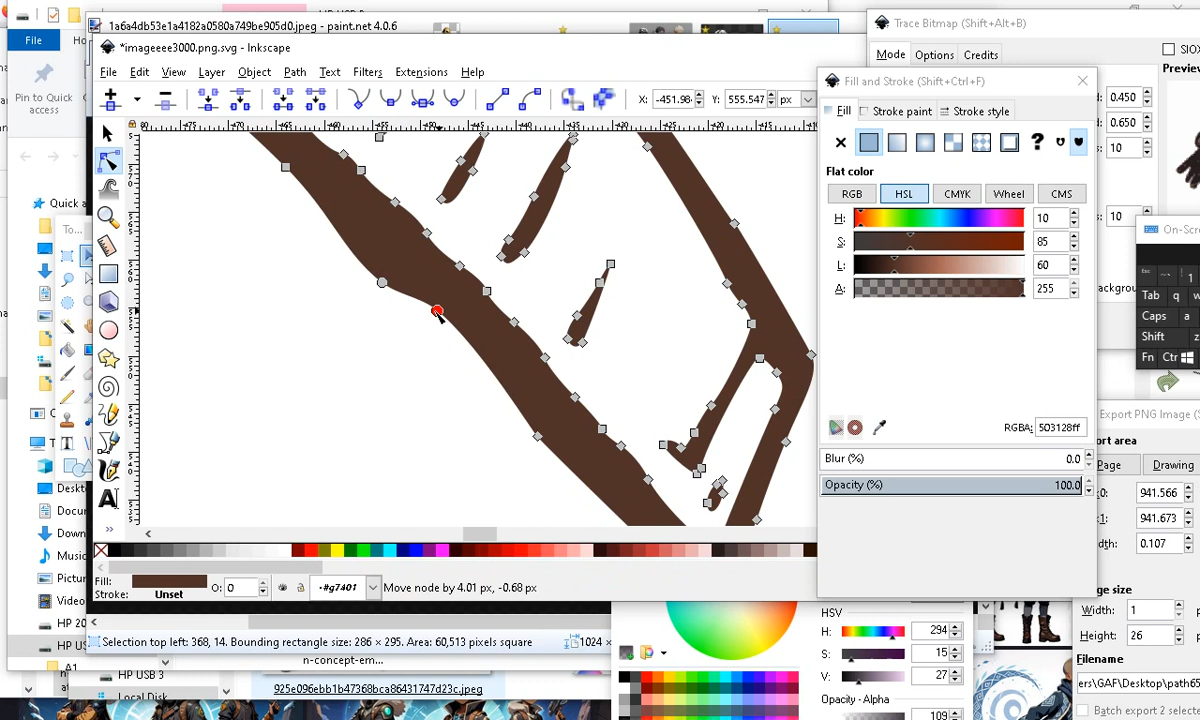 1a6a4db53e1a4182a0580a749be905d0.jpeg - paint.net 4.0.6
Trace Bitmap (Shift+Alt+B)
File
*imageeee3000.png.svg - Inkscape
Mode Options Credits
File Edit View Layer Object Path Text Filters Extensions Help
Fill and Stroke (Shift+Ctrl+F)
Pin to Quick access
X: -451.98 Y: 555.547 px
0.450
0.650
10
10
Fill Stroke paint Stroke style
Flat color
RGB HSL CMYK Wheel CMS
H: 10
S: 85
L: 60
A: 255
Quick a
To...
On-Scre
Tab q w
Caps a
Shift z
Fn Ctr
RGBA: 503128ff
Blur (%) 0.0
Opacity (%) 100.0
Export PNG Image (S
Page Drawing
941.566
941.673
0.107
Width: 1
Height: 26
Filename
ers\GAF\Desktop\path65
Batch export 2 selecte
Deskt
Docu
Down
Music
Pictur
Video
HP 20
HP US
A1
Fill:
Stroke: Unset
O: 0
#g7401
Move node by 4.01 px, -0.68 px
Selection top left: 368, 14. Bounding rectangle size: 286 × 295. Area: 60,513 pixels square
1024
HP USB 3
Local Disk
n-concept-em...
925e096ebb1b47368bca86431747d23c.jpeg
HSV
H: 294
S: 15
V: 27
Opacity - Alpha
109